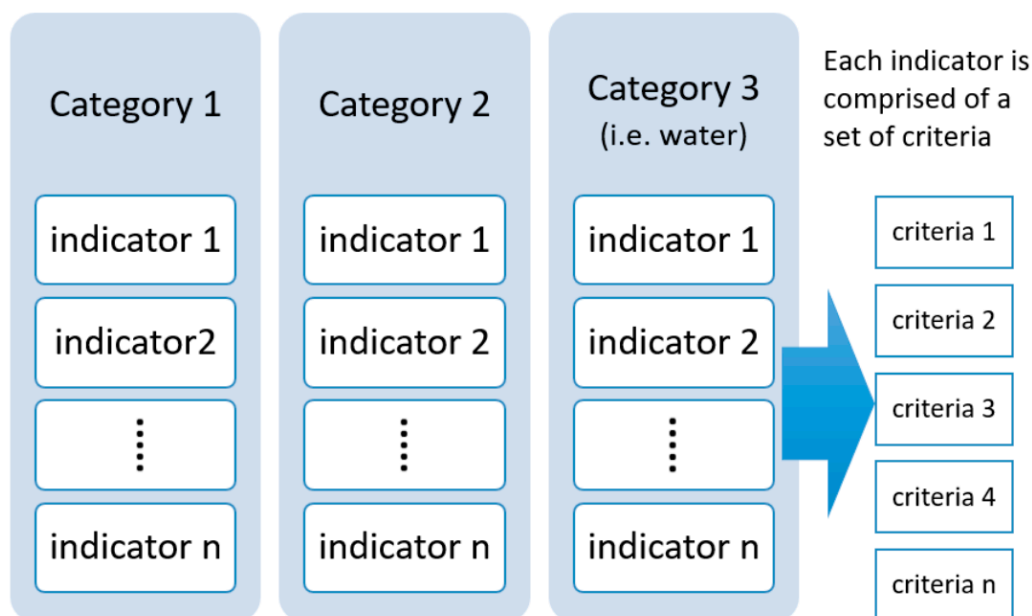 Category 1
indicator 1
indicator2
indicator n
Category 2
indicator 1
indicator 2
indicator n
Category 3
(i.e. water)
indicator 1
indicator 2
indicator n
Each indicator is
comprised of a
set of criteria
criteria 1
criteria 2
criteria 3
criteria 4
criteria n